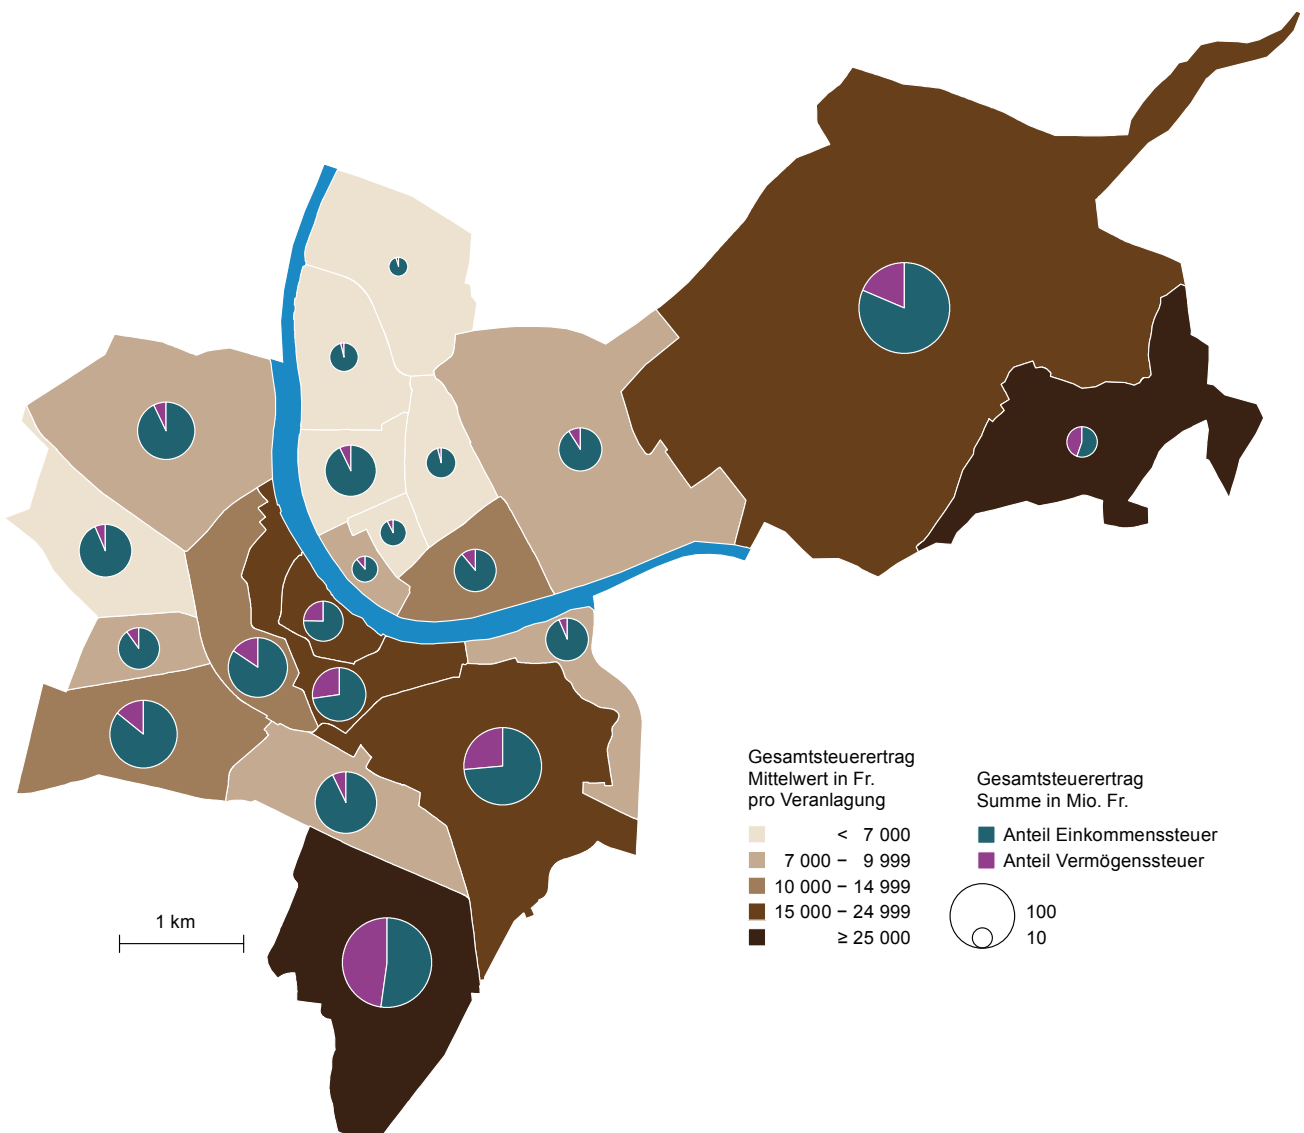 Gesamtsteuerertrag
Mittelwert in Fr.
pro Veranlagung
< 7 000
7 000 – 9 999
10 000 – 14 999
15 000 – 24 999
≥ 25 000
Gesamtsteuerertrag
Summe in Mio. Fr.
Anteil Einkommenssteuer
Anteil Vermögenssteuer
100
10
1 km